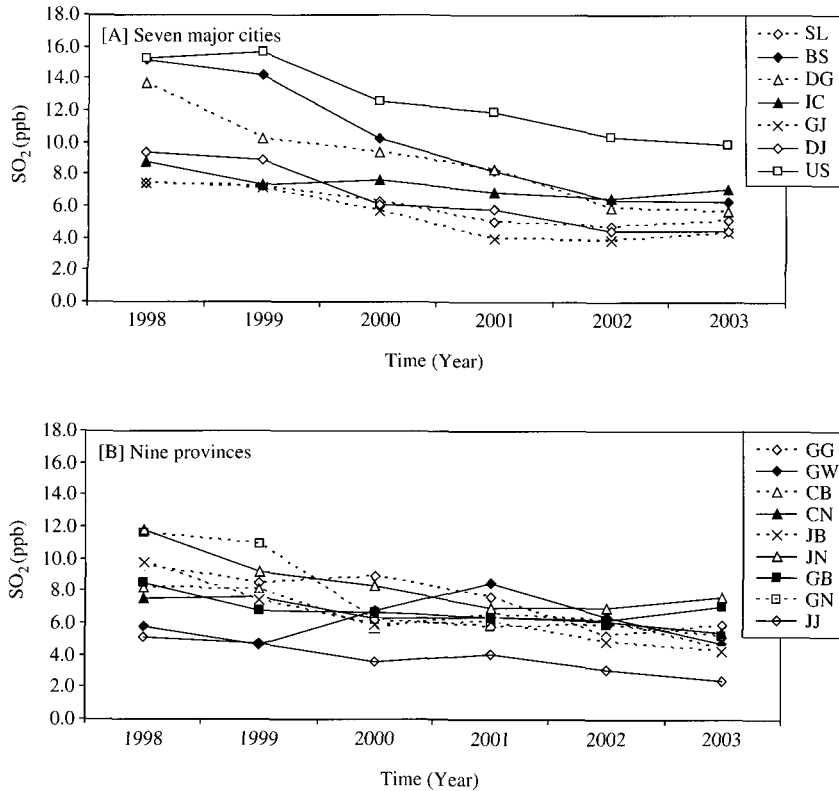 [A] Seven major cities
SO₂ (ppb)
18.0
16.0
14.0
12.0
10.0
8.0
6.0
4.0
2.0
0.0
1998 1999 2000 2001 2002 2003
Time (Year)
SL
BS
DG
IC
GJ
DJ
US
[B] Nine provinces
SO₂ (ppb)
18.0
16.0
14.0
12.0
10.0
8.0
6.0
4.0
2.0
0.0
1998 1999 2000 2001 2002 2003
Time (Year)
GG
GW
CB
CN
JB
JN
GB
GN
JJ